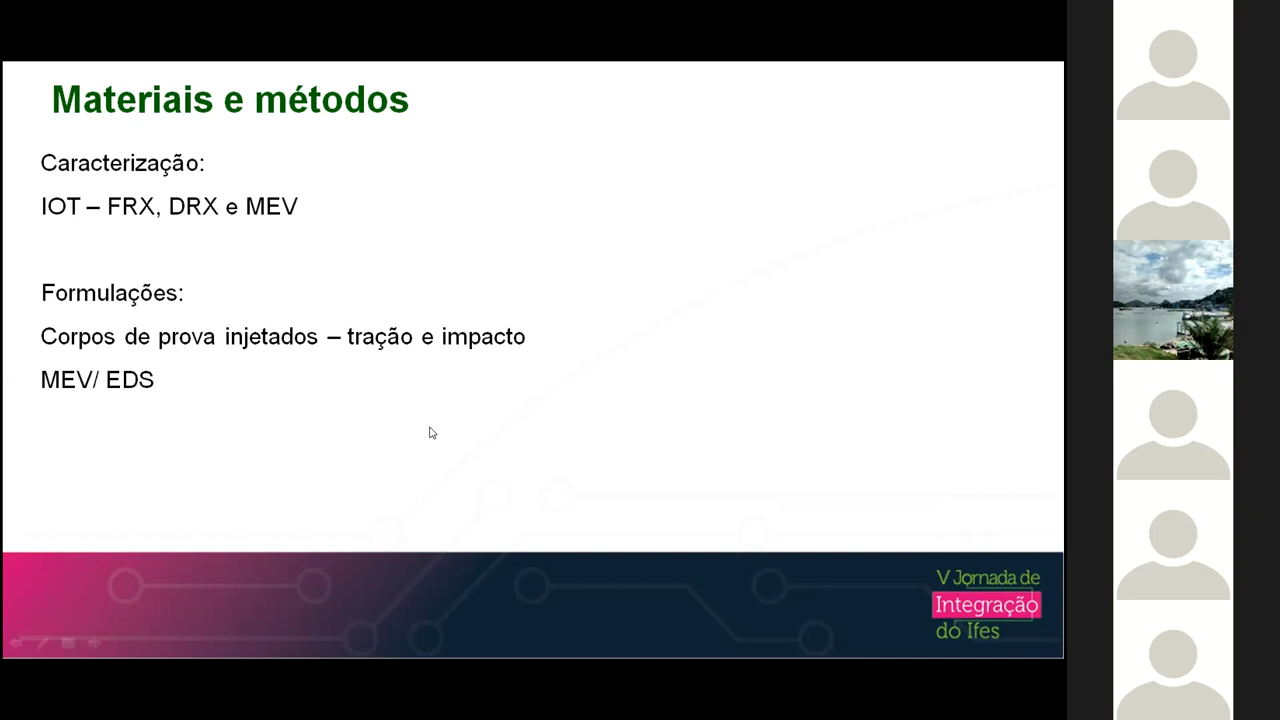 Materiais e métodos
Caracterização:
IOT – FRX, DRX e MEV
Formulações:
Corpos de prova injetados – tração e impacto
MEV/ EDS
V Jornada de
Integração
do Ifes